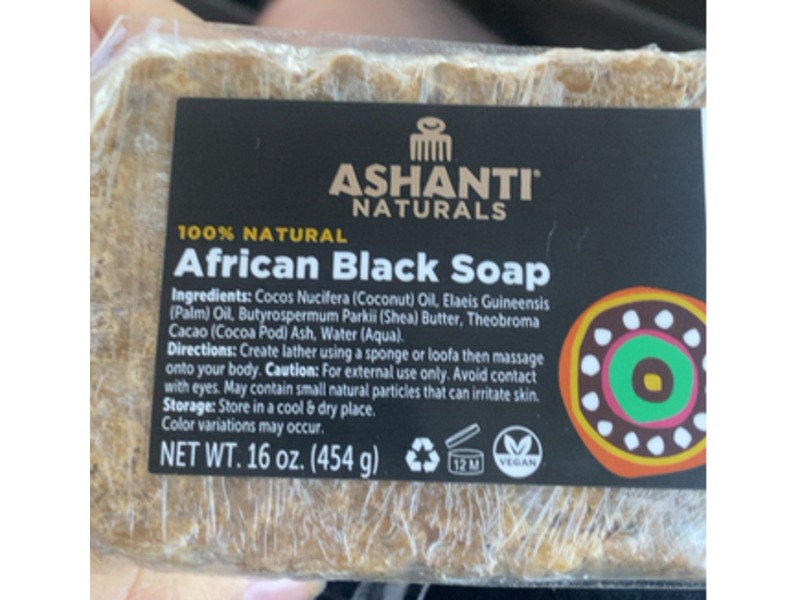 ASHANTI®
NATURALS
100% NATURAL
African Black Soap
Ingredients: Cocos Nucifera (Coconut) Oil, Elaeis Guineensis
(Palm) Oil, Butyrospermum Parkii (Shea) Butter, Theobroma
Cacao (Cocoa Pod) Ash, Water (Aqua).
Directions: Create lather using a sponge or loofa then massage
onto your body. Caution: For external use only. Avoid contact
with eyes. May contain small natural particles that can irritate skin.
Storage: Store in a cool & dry place.
Color variations may occur.
NET WT. 16 oz. (454 g)
12 M
VEGAN